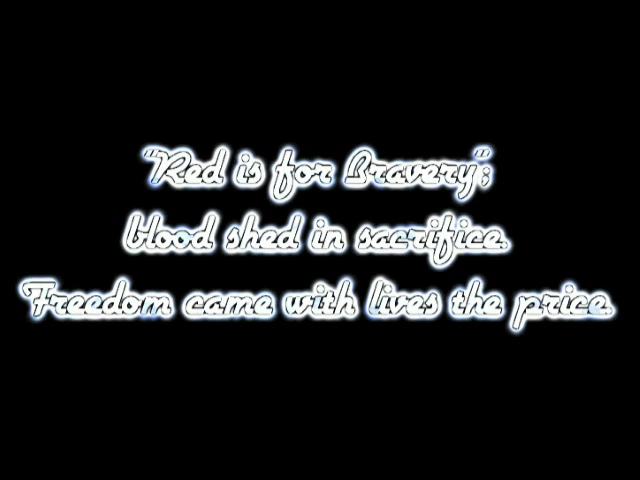 "Red is for Bravery";
blood shed in sacrifice.
Freedom came with lives the price.